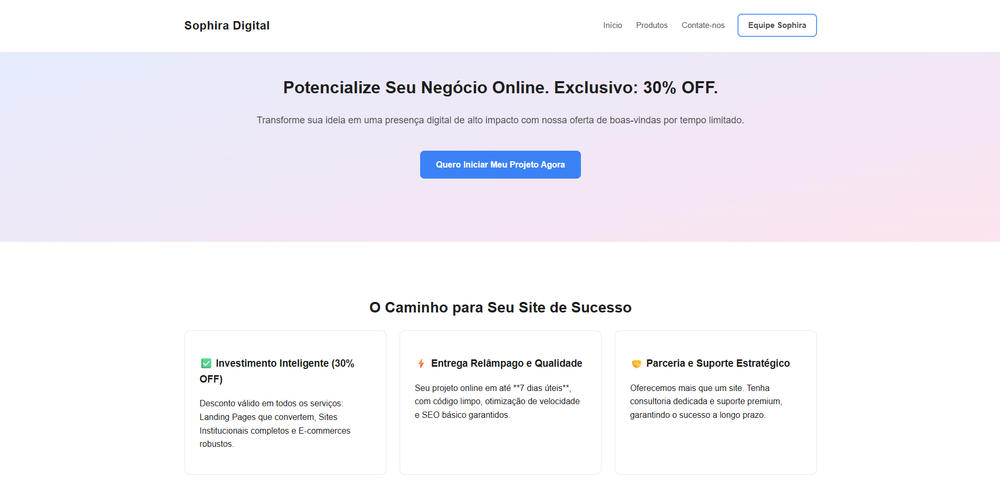 Sophira Digital
Início
Produtos
Contate-nos
Equipe Sophira
Potencialize Seu Negócio Online. Exclusivo: 30% OFF.
Transforme sua ideia em uma presença digital de alto impacto com nossa oferta de boas-vindas por tempo limitado.
Quero Iniciar Meu Projeto Agora
O Caminho para Seu Site de Sucesso
✅ Investimento Inteligente (30%
OFF)
Desconto válido em todos os serviços:
Landing Pages que convertem, Sites
Institucionais completos e E-commerces
robustos.
⚡ Entrega Relâmpago e Qualidade
Seu projeto online em até **7 dias úteis**,
com código limpo, otimização de velocidade
e SEO básico garantidos.
🤝 Parceria e Suporte Estratégico
Oferecemos mais que um site. Tenha
consultoria dedicada e suporte premium,
garantindo o sucesso a longo prazo.